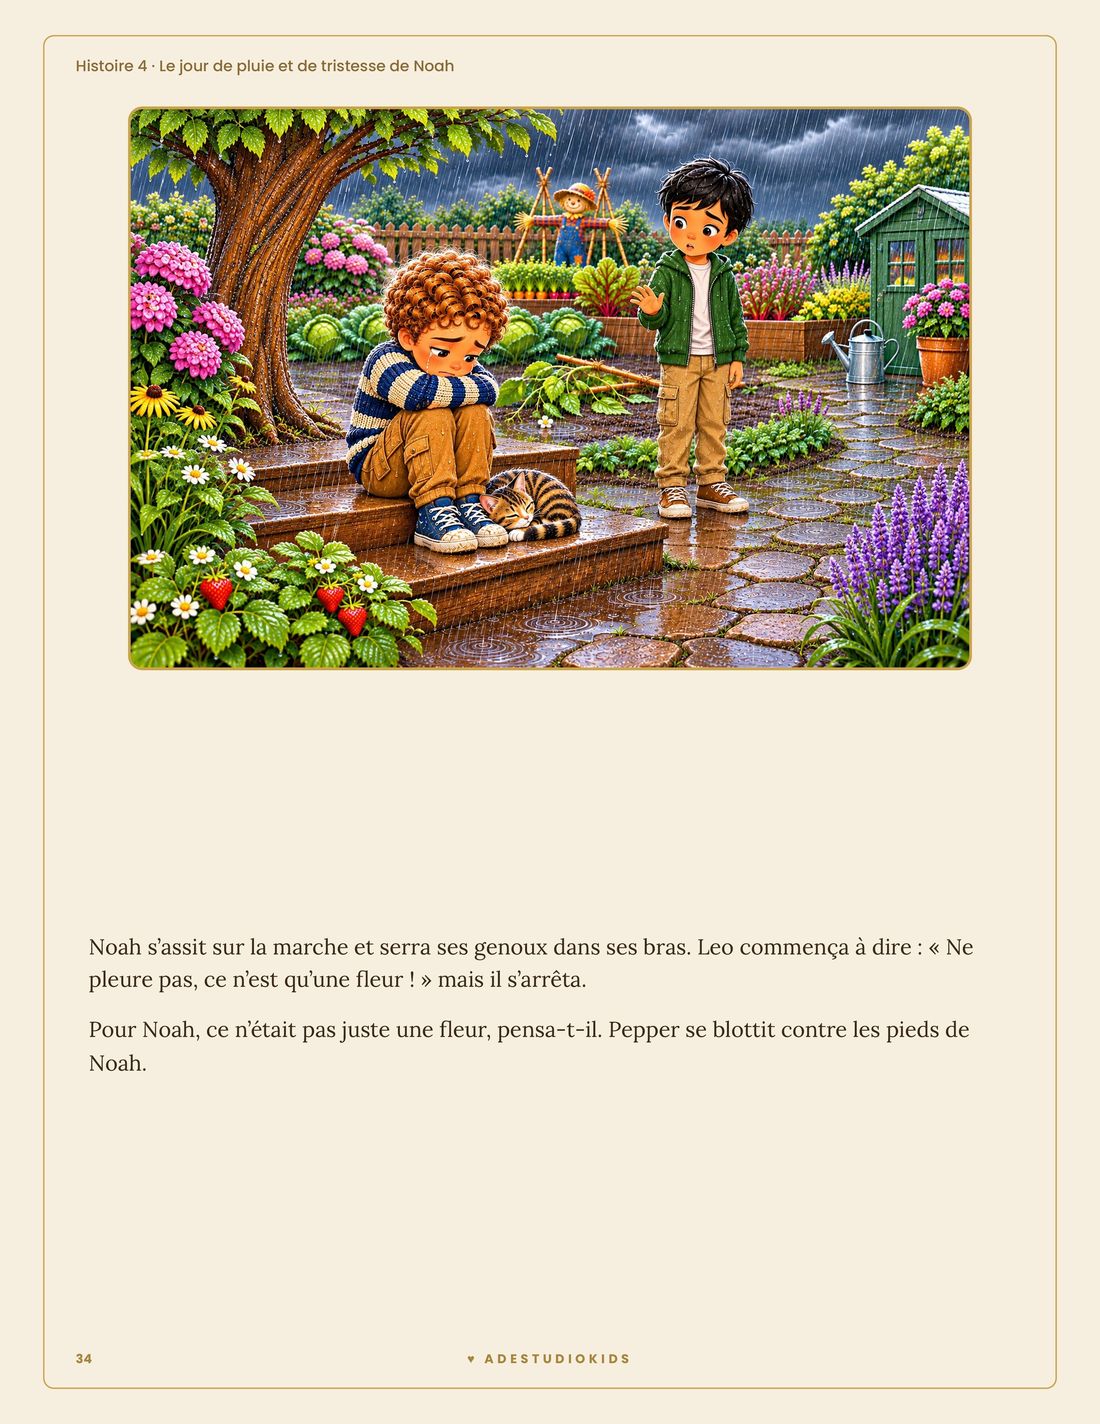 Histoire 4 · Le jour de pluie et de tristesse de Noah
Noah s’assit sur la marche et serra ses genoux dans ses bras. Leo commença à dire : « Ne
pleure pas, ce n’est qu’une fleur ! » mais il s’arrêta.
Pour Noah, ce n’était pas juste une fleur, pensa-t-il. Pepper se blottit contre les pieds de
Noah.
34
♥ ADESTUDIOKIDS